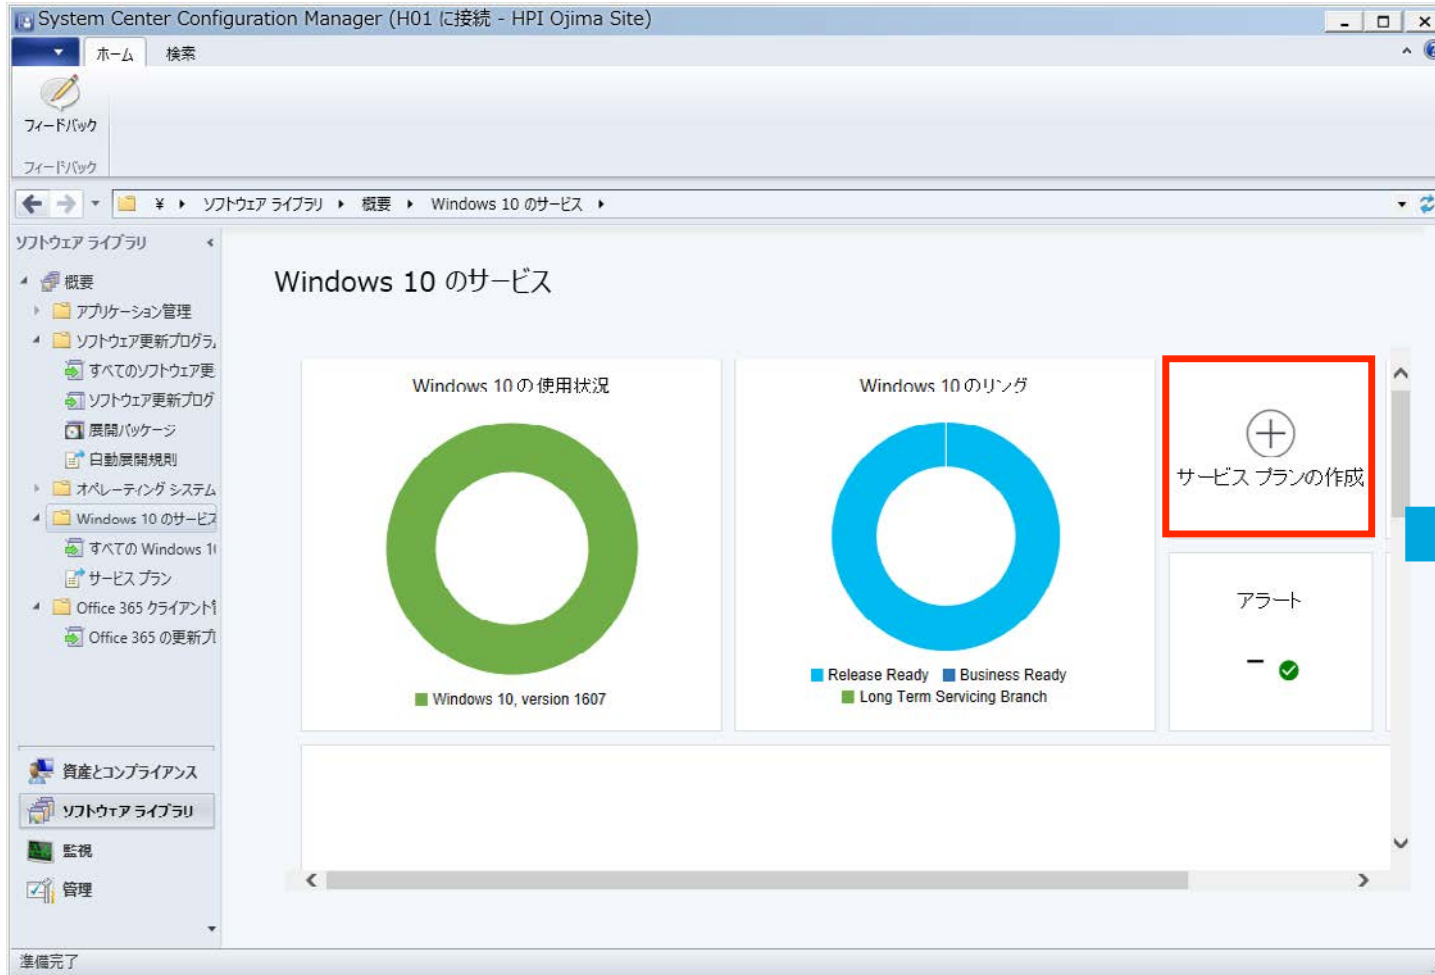 System Center Configuration Manager (H01 に接続 - HPI Ojima Site)
ホーム 検索
フィードバック
フィードバック
¥ ソフトウェア ライブラリ 概要 Windows 10 のサービス
ソフトウェア ライブラリ
概要
アプリケーション管理
ソフトウェア更新プログラ
すべてのソフトウェア更
ソフトウェア更新プログ
展開パッケージ
自動展開規則
オペレーティング システム
Windows 10 のサービス
すべての Windows 1
サービス プラン
Office 365 クライアント
Office 365 の更新プ
資産とコンプライアンス
ソフトウェア ライブラリ
監視
管理
Windows 10 のサービス
Windows 10 の 使用状況
Windows 10, version 1607
Windows 10 のリング
Release Ready Business Ready
Long Term Servicing Branch
サービス プランの作成
アラート
-
準備完了